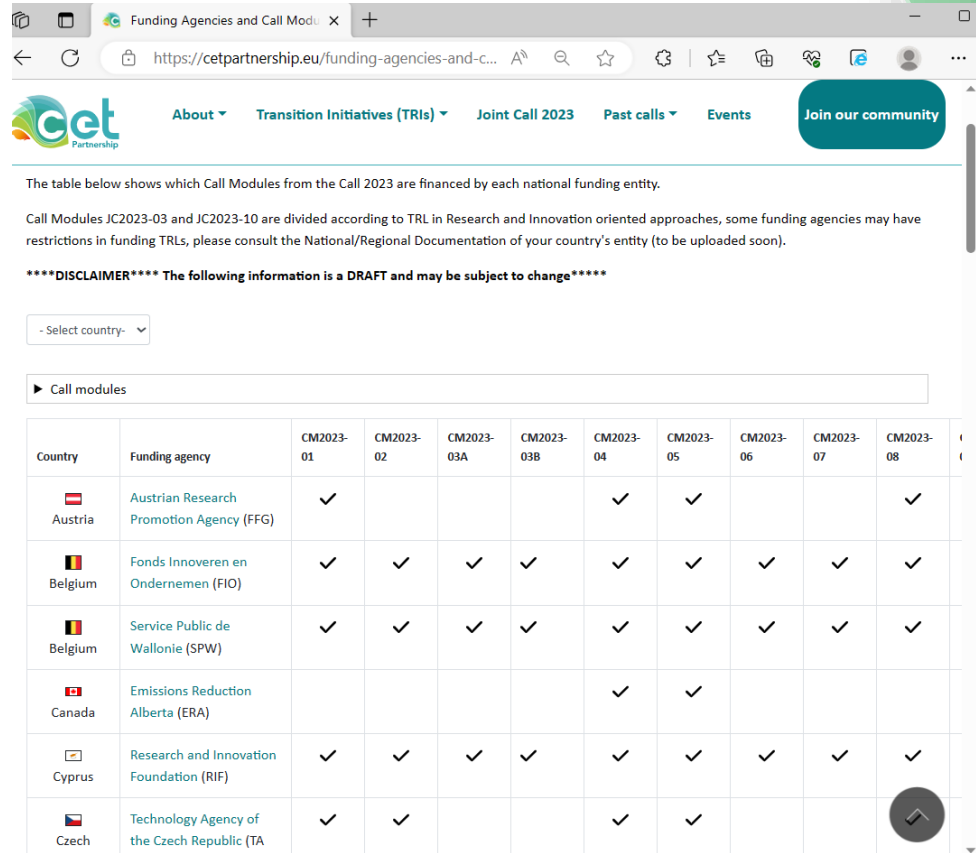 Funding Agencies and Call Modu
https://cetpartnership.eu/funding-agencies-and-c...
cet
Partnership
About
Transition Initiatives (TRIs)
Joint Call 2023
Past calls
Events
Join our community
The table below shows which Call Modules from the Call 2023 are financed by each national funding entity.
Call Modules JC2023-03 and JC2023-10 are divided according to TRL in Research and Innovation oriented approaches, some funding agencies may have
restrictions in funding TRLs, please consult the National/Regional Documentation of your country's entity (to be uploaded soon).
****DISCLAIMER**** The following information is a DRAFT and may be subject to change*****
- Select country-
Call modules
Country
Funding agency
CM2023-
01
CM2023-
02
CM2023-
03A
CM2023-
03B
CM2023-
04
CM2023-
05
CM2023-
06
CM2023-
07
CM2023-
08
Austria
Austrian Research
Promotion Agency (FFG)
Belgium
Fonds Innoveren en
Ondernemen (FIO)
Belgium
Service Public de
Wallonie (SPW)
Canada
Emissions Reduction
Alberta (ERA)
Cyprus
Research and Innovation
Foundation (RIF)
Czech
Technology Agency of
the Czech Republic (TA